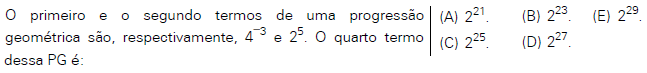 O primeiro e o segundo termos de uma progressão
geométrica são, respectivamente, 4⁻³ e 2⁵. O quarto termo
dessa PG é:
(A) 2²¹. (B) 2²³. (E) 2²⁹.
(C) 2²⁵. (D) 2²⁷.